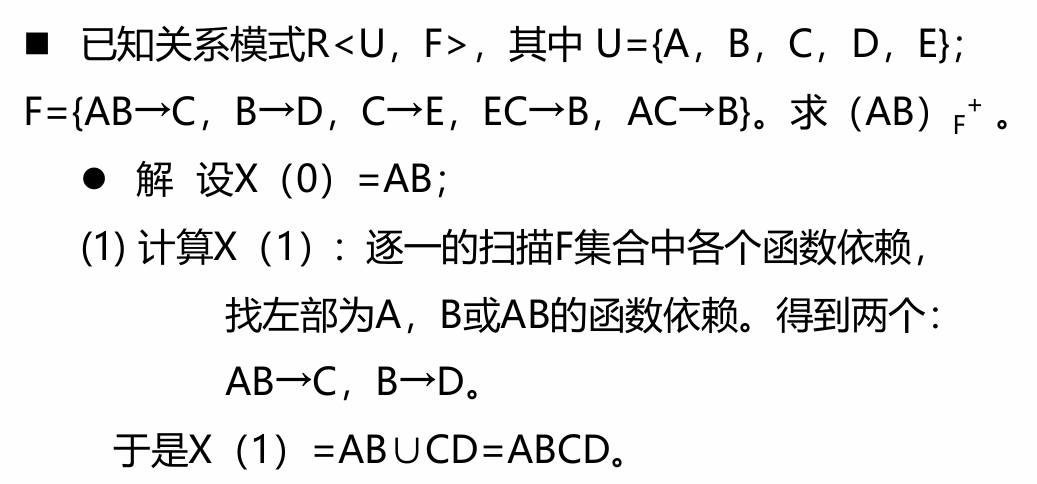 ■ 已知关系模式R<U，F>，其中 U={A，B，C，D，E}；
F={AB→C，B→D，C→E，EC→B，AC→B}。求（AB）F+ 。
● 解 设X（0）=AB；
(1) 计算X（1）：逐一的扫描F集合中各个函数依赖，
找左部为A，B或AB的函数依赖。得到两个：
AB→C，B→D。
于是X（1）=AB∪CD=ABCD。